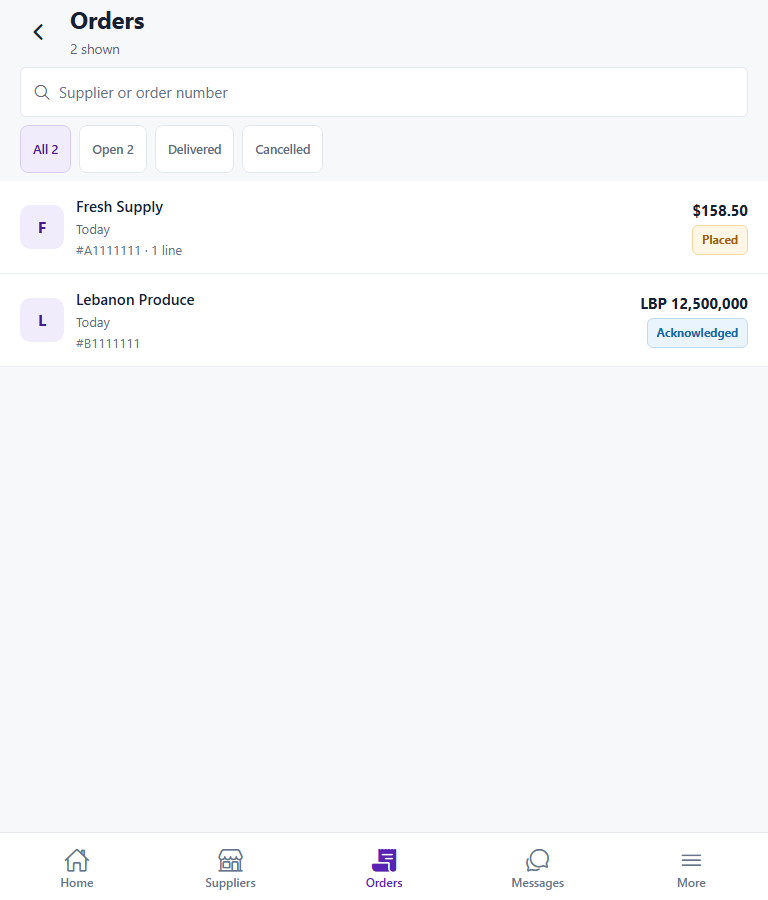 Orders
2 shown
Supplier or order number
All 2
Open 2
Delivered
Cancelled
F
Fresh Supply
Today
#A1111111 · 1 line
$158.50
Placed
L
Lebanon Produce
Today
#B1111111
LBP 12,500,000
Acknowledged
Home
Suppliers
Orders
Messages
More